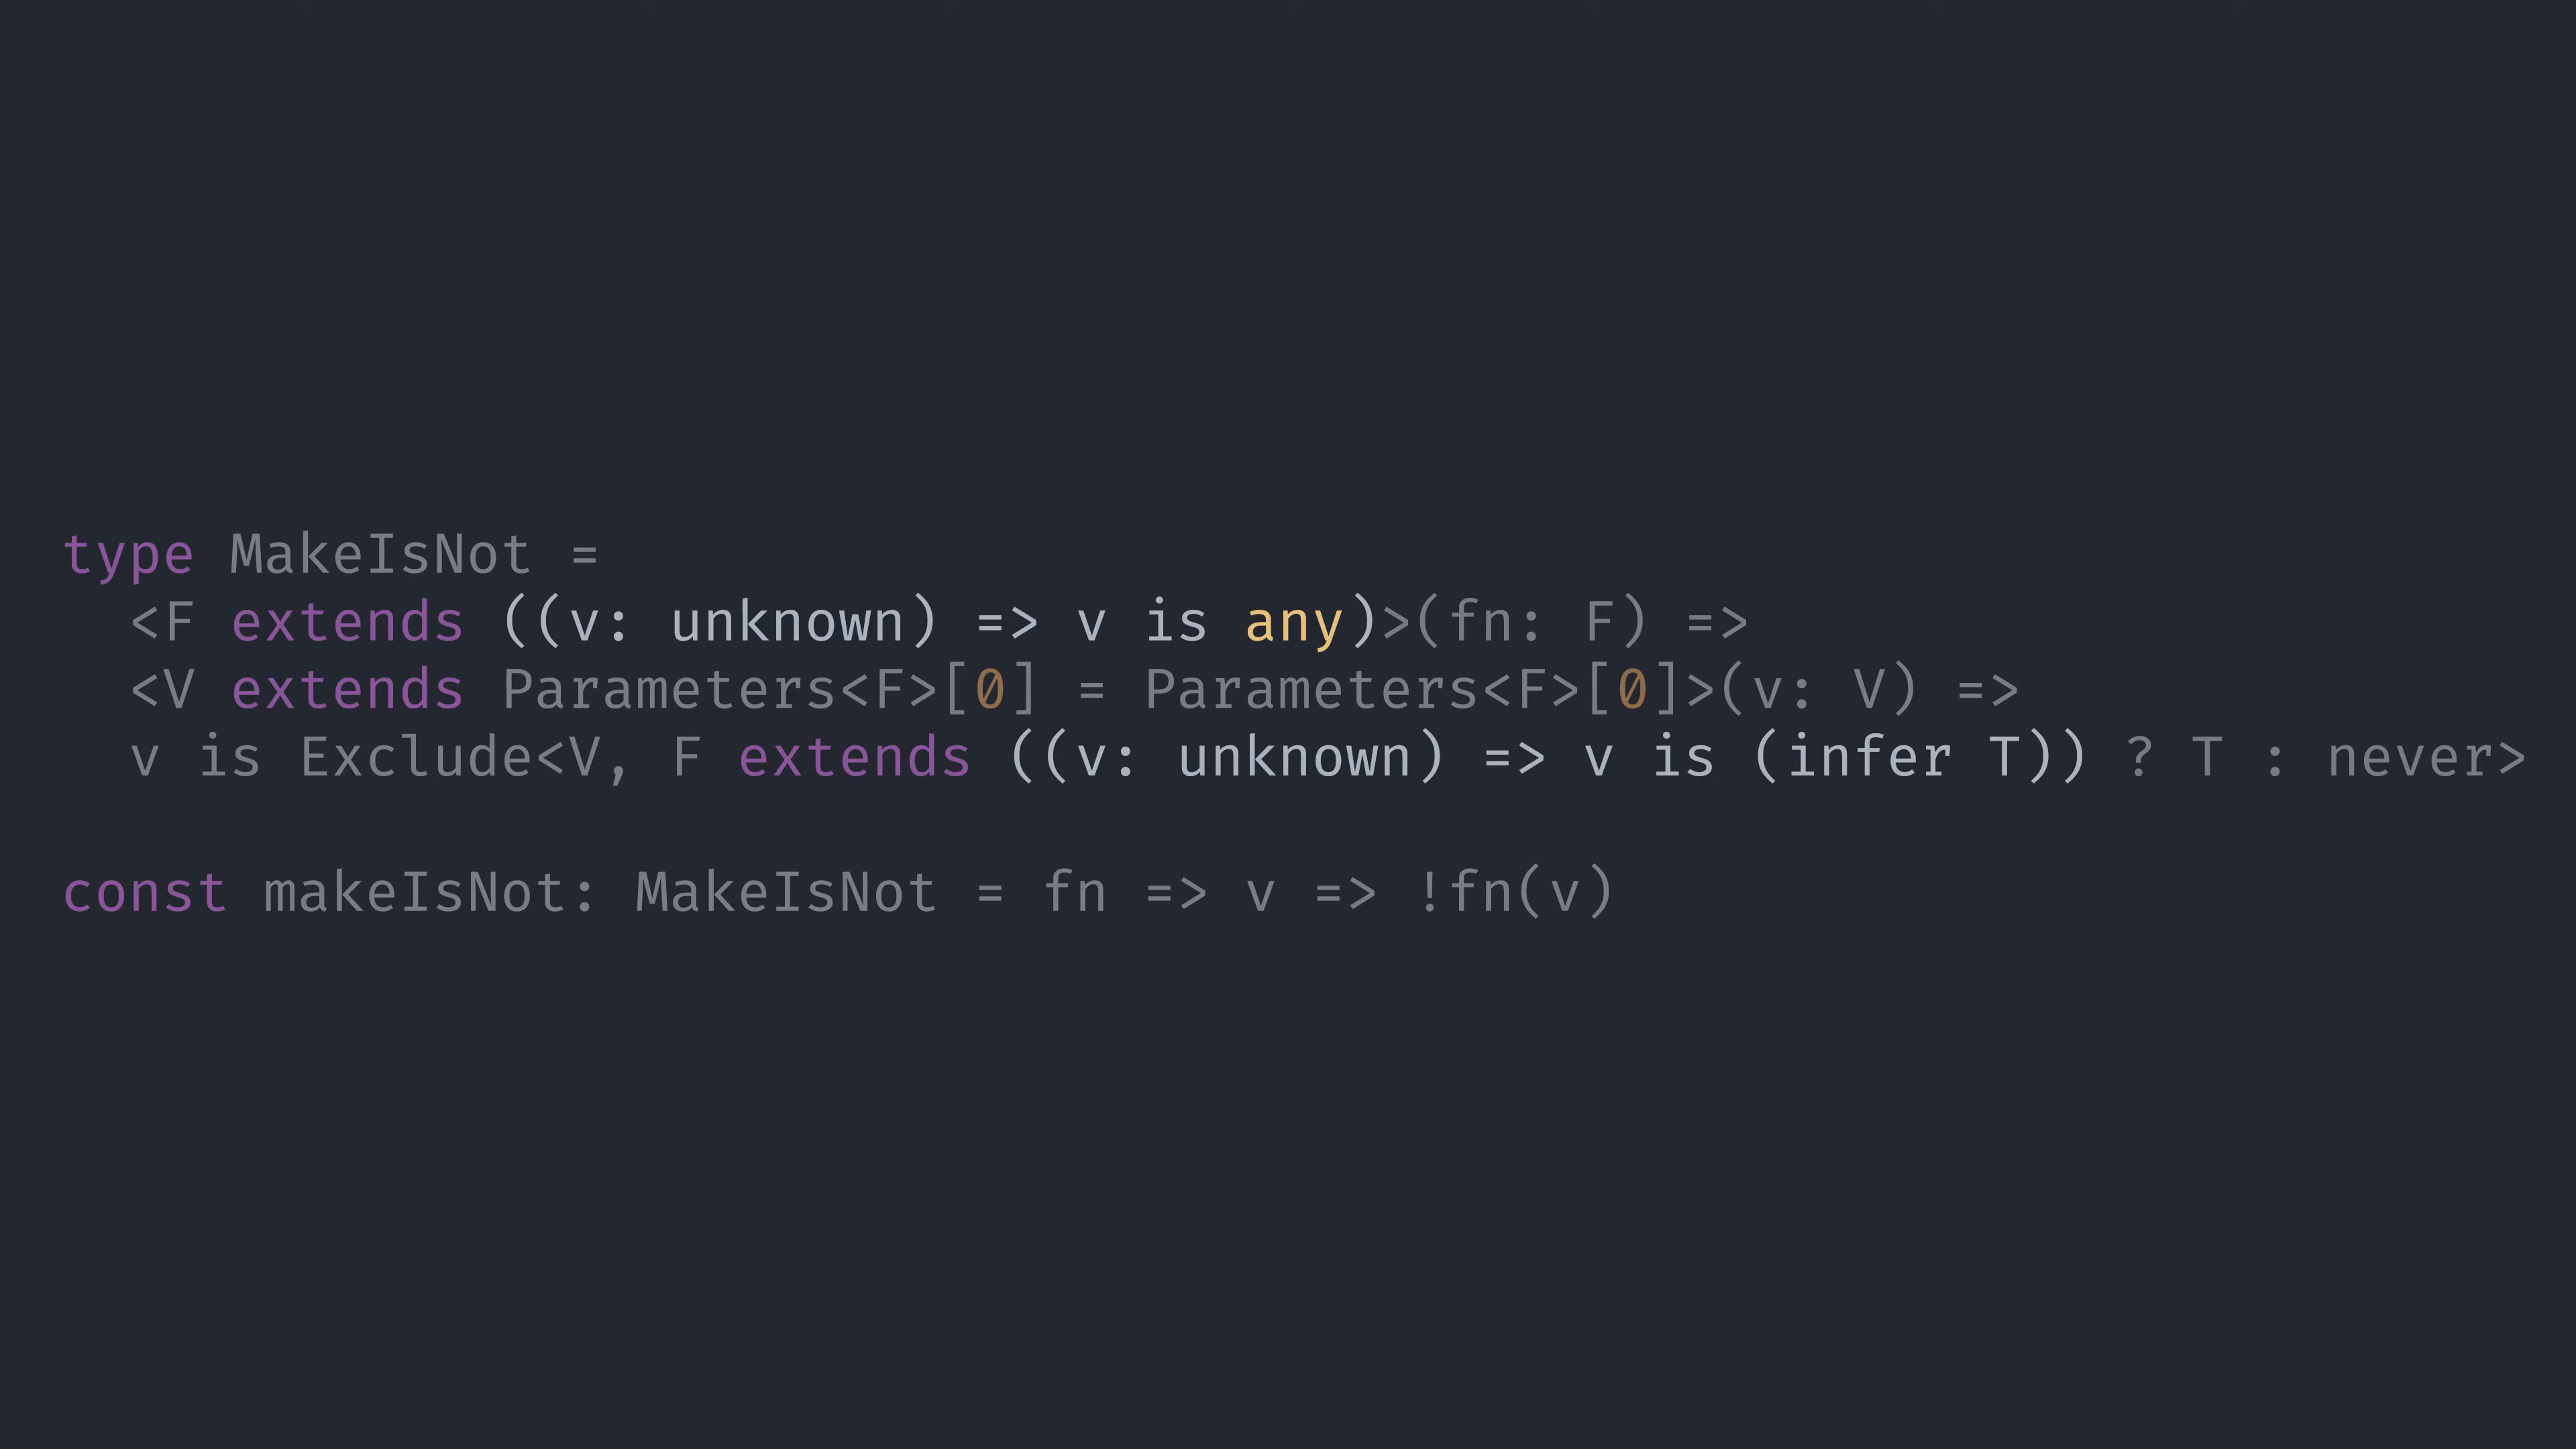 type MakeIsNot =
<F extends ((v: unknown) => v is any)>(fn: F) =>
<V extends Parameters<F>[0] = Parameters<F>[0]>(v: V) =>
v is Exclude<V, F extends ((v: unknown) => v is (infer T)) ? T : never>
const makeIsNot: MakeIsNot = fn => v => !fn(v)